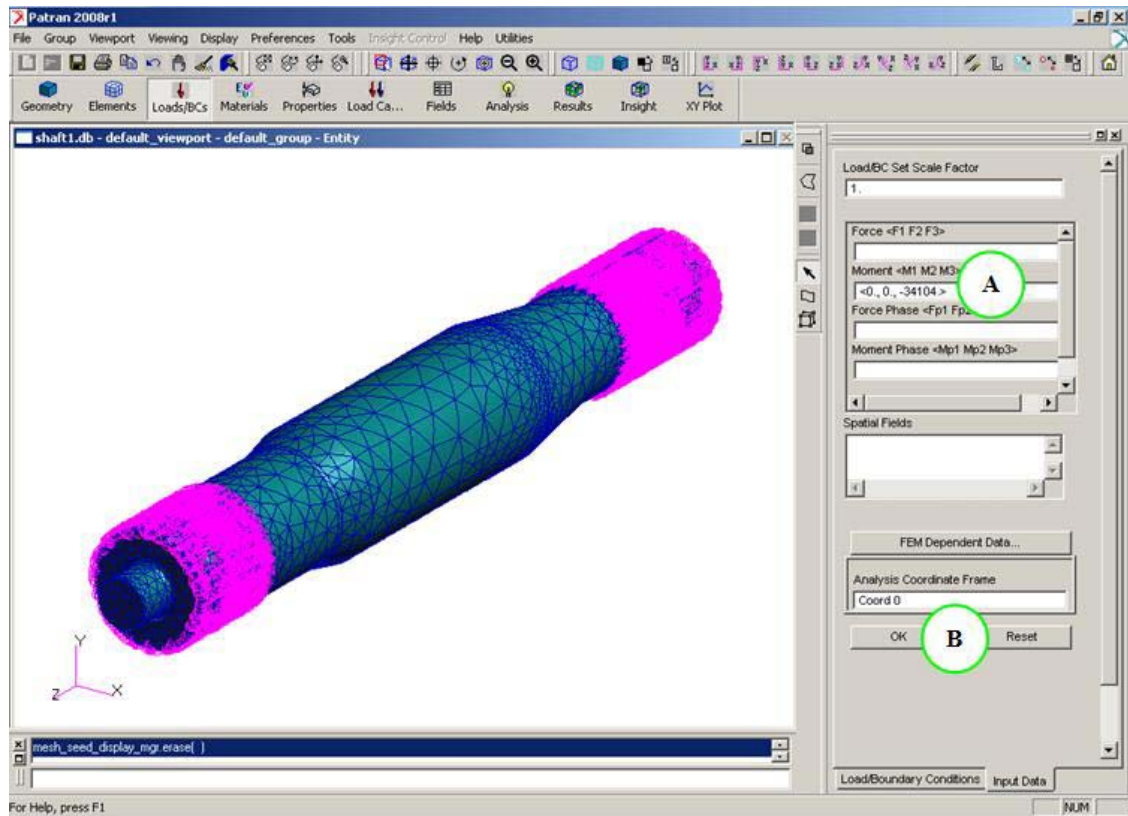 Patran 2008r1
File Group Viewport Viewing Display Preferences Tools Insight Control Help Utilities
Geometry Elements Loads/BCs Materials Properties Load Ca... Fields Analysis Results Insight XY Plot
shaft1.db - default_viewport - default_group - Entity
Load/BC Set Scale Factor
1.
Force <F1 F2 F3>
Moment <M1 M2 M3>
A
<0., 0., -34104.>
Force Phase <Fp1 Fp2
Moment Phase <Mp1 Mp2 Mp3>
Spatial Fields
FEM Dependent Data...
Analysis Coordinate Frame
Coord 0
OK B Reset
Y
Z X
mesh_seed_display_mgr.erase( )
Load/Boundary Conditions Input Data
For Help, press F1 NUM